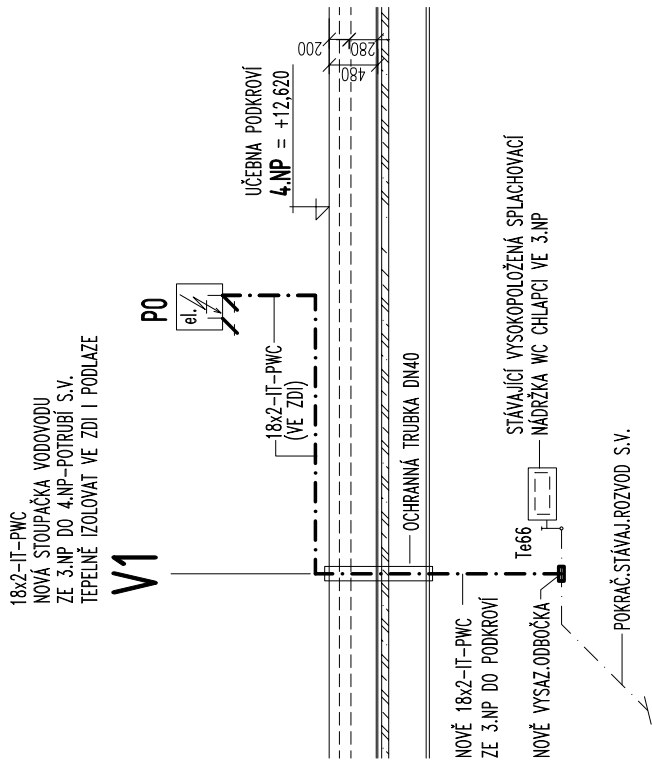 18x2-IT-PWC
NOVÁ STOUPAČKA VODOVODU
ZE 3.NP DO 4.NP-POTRUBÍ S.V.
TEPELNĚ IZOLOVAT VE ZDI I PODLAZE
V1
PO
el.
18x2-IT-PWC
(VE ZDI)
UČEBNA PODKROVÍ
4.NP = +12,620
200
280
480
OCHRANNÁ TRUBKA DN40
NOVĚ 18x2-IT-PWC
ZE 3.NP DO PODKROVÍ
NOVĚ VYSAZ.ODBOČKA
Te66
STÁVAJÍCÍ VYSOKOPOLOŽENÁ SPLACHOVACÍ
NÁDRŽKA WC CHLAPCI VE 3.NP
POKRAČ.STÁVAJ.ROZVOD S.V.